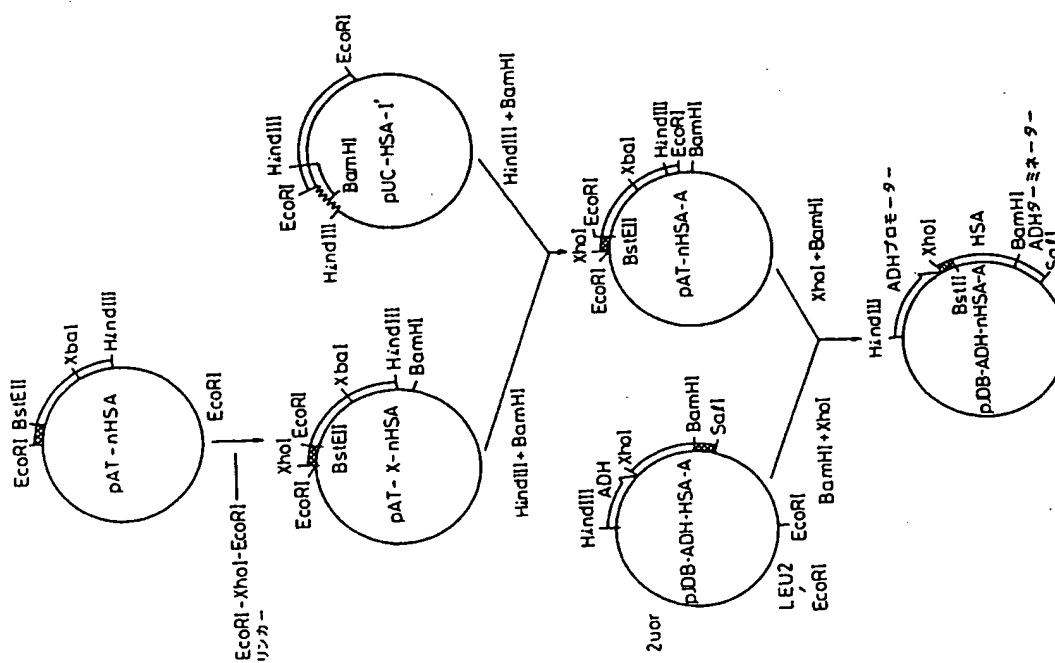 EcoRI BstEII
XbaI
HindIII
pAT-nHSA
EcoRI
EcoRI-XhoI-EcoRI
リンカー
EcoRI
XhoI
EcoRI
BstEII
XbaI
HindIII
BamHI
pAT-X-nHSA
HindIII+BamHI
HindIII
EcoRI
BamHI
HindIII
EcoRI
pUC-HSA-I'
HindIII+BamHI
EcoRI
XhoI
EcoRI
BstEII
XbaI
HindIII
EcoRI
BamHI
pAT-nHSA-A
XhoI+BamHI
HindIII
ADH
XhoI
BamHI
SalI
pJDB-ADH-HSA-A
EcoRI
LEU2
EcoRI
2uor
BamHI+XhoI
HindIII
ADHプロモーター
XhoI
BstII
HSA
BamHI
ADHターミネーター
SalI
pJDB-ADH-nHSA-A